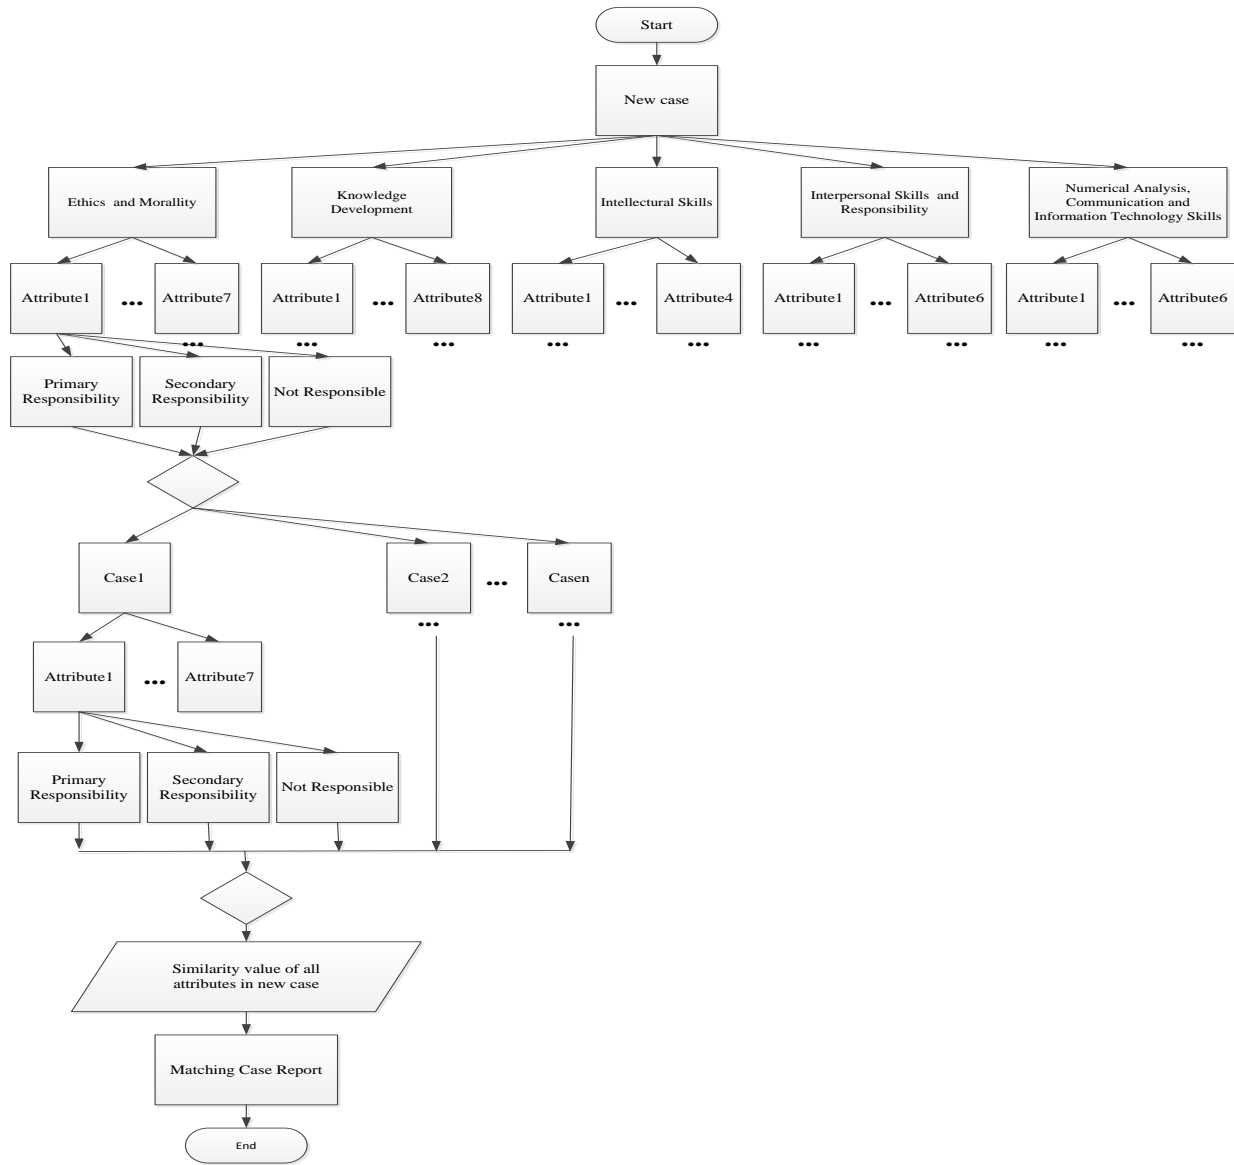 Start
New case
Ethics and Morallity
Knowledge
Development
Intellectural Skills
Interpersonal Skills and
Responsibility
Numerical Analysis,
Communication and
Information Technology Skills
Attribute1
...
Attribute7
Attribute1
...
Attribute8
Attribute1
...
Attribute4
Attribute1
...
Attribute6
Attribute1
...
Attribute6
...
...
...
...
...
...
...
...
...
Primary
Responsibility
Secondary
Responsibility
Not Responsible
Case1
Case2
...
Casen
...
...
Attribute1
...
Attribute7
Primary
Responsibility
Secondary
Responsibility
Not Responsible
Similarity value of all
attributes in new case
Matching Case Report
End